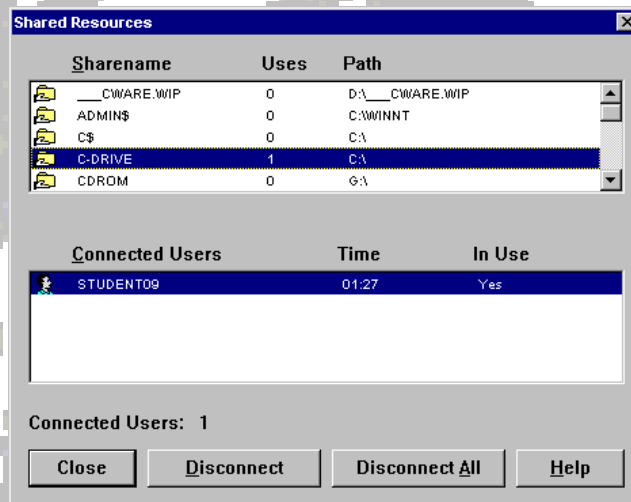 Shared Resources
Sharename Uses Path
___CWARE.WIP 0 D:\___CWARE.WIP
ADMIN$ 0 C:\WINNT
C$ 0 C:\
C-DRIVE 1 C:\
CDROM 0 G:\
Connected Users Time In Use
STUDENT09 01:27 Yes
Connected Users: 1
Close Disconnect Disconnect All Help